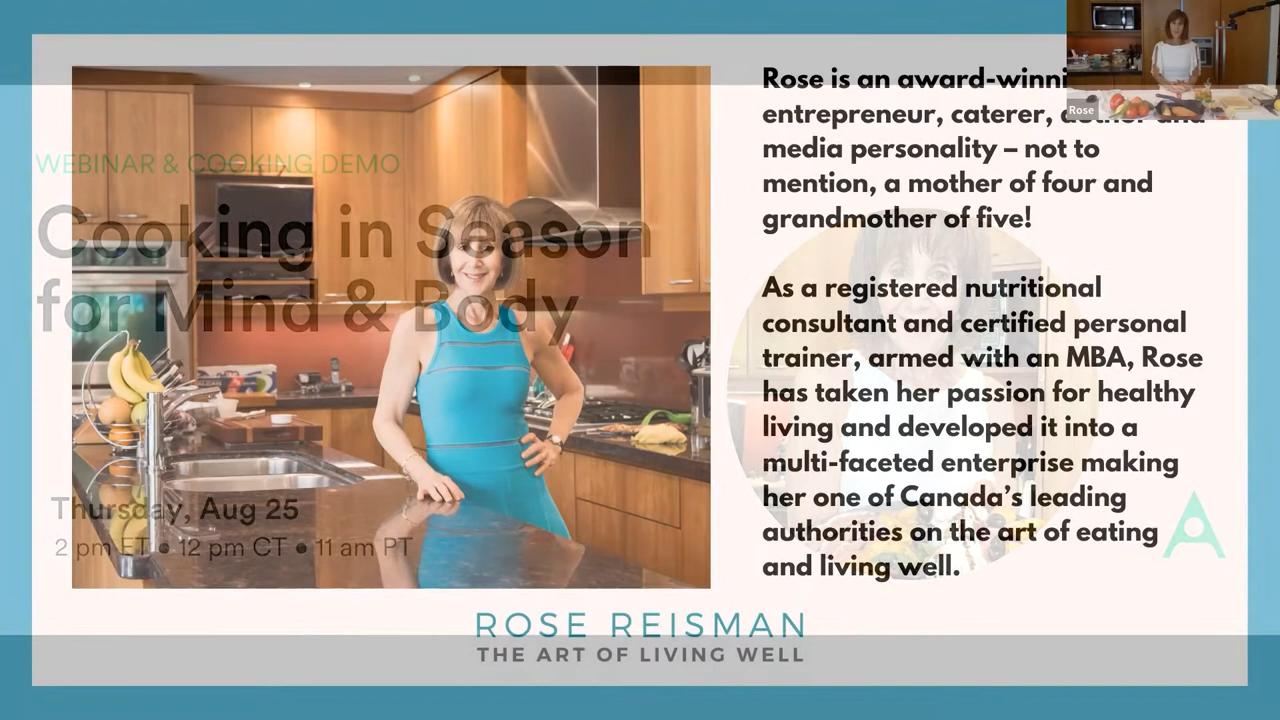 WEBINAR & COOKING DEMO
Cooking in Season
for Mind & Body
Thursday, Aug 25
2 pm ET • 12 pm CT • 11 am PT
Rose is an award-winni
entrepreneur, caterer, author and
media personality – not to
mention, a mother of four and
grandmother of five!
As a registered nutritional
consultant and certified personal
trainer, armed with an MBA, Rose
has taken her passion for healthy
living and developed it into a
multi-faceted enterprise making
her one of Canada’s leading
authorities on the art of eating
and living well.
Rose
ROSE REISMAN
THE ART OF LIVING WELL